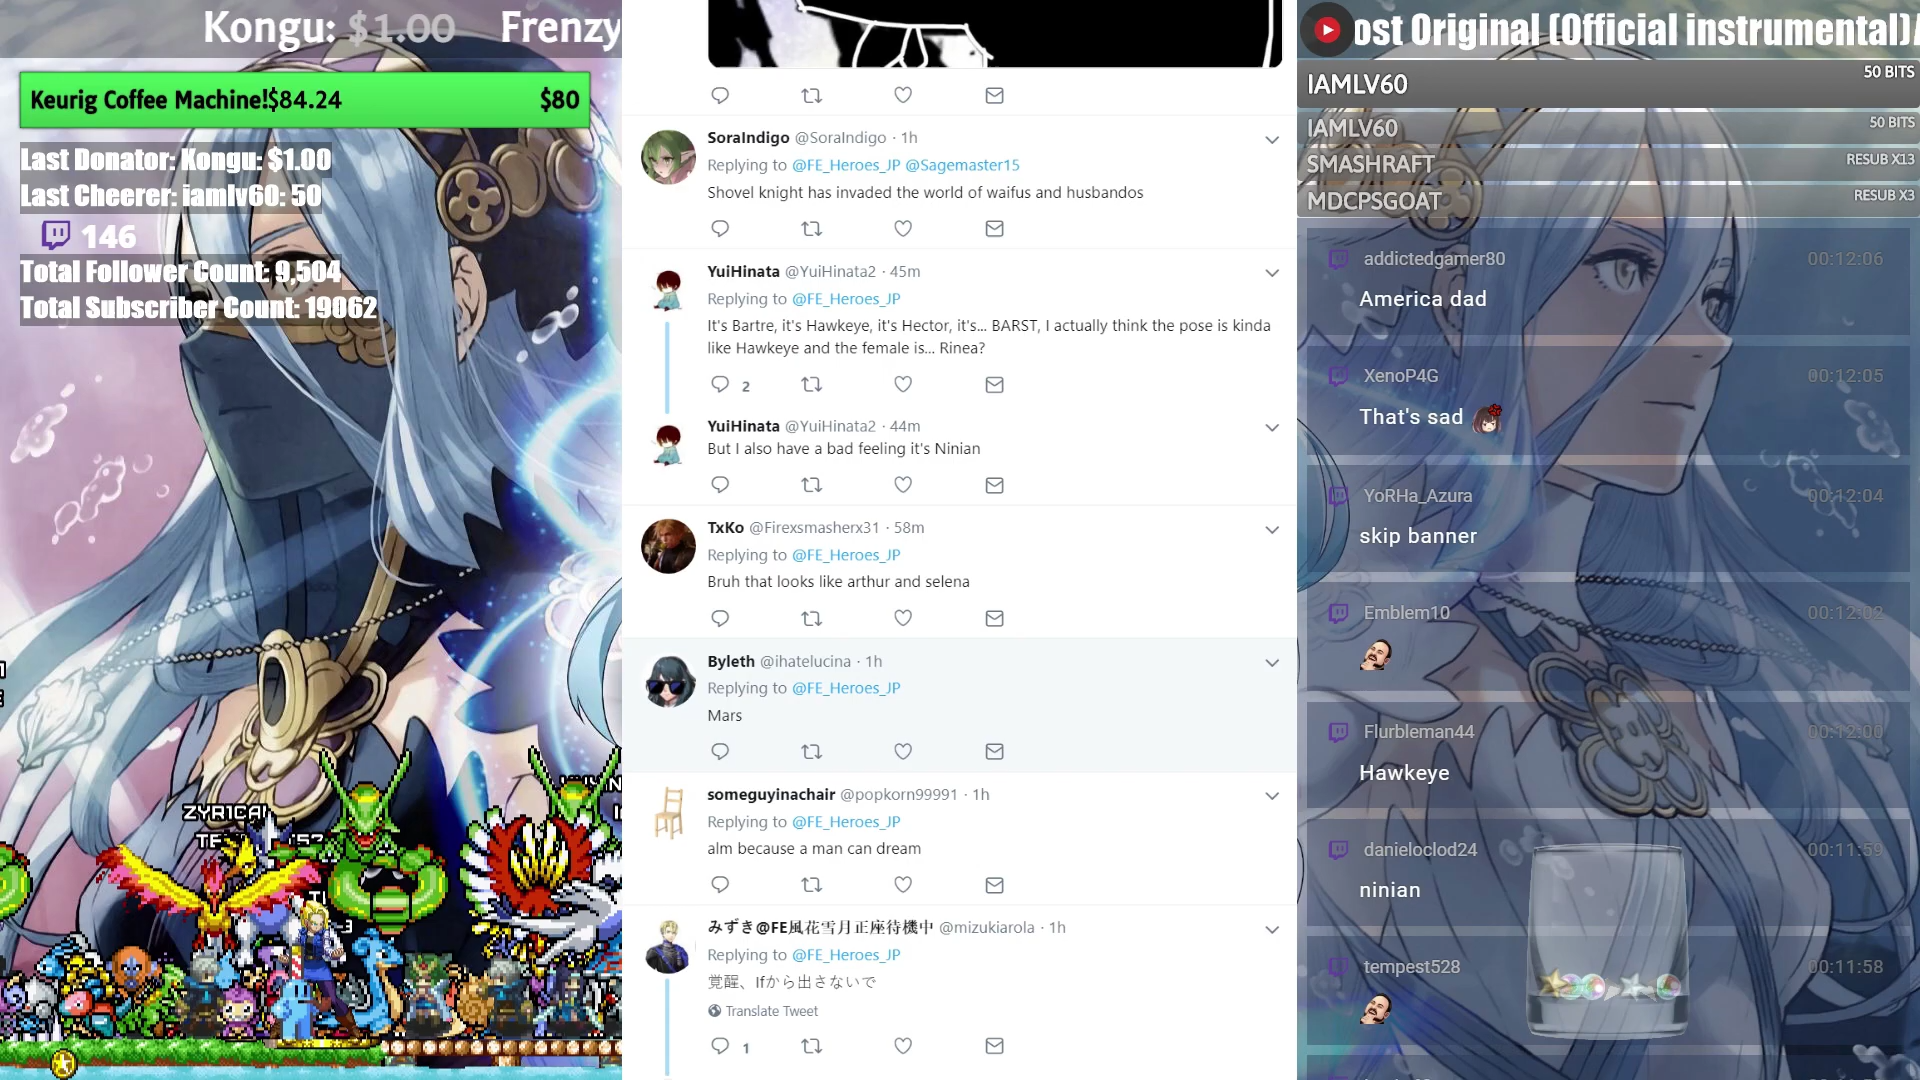 Kongu: $1.00 Frenzy
Keurig Coffee Machine!$84.24 $80
Last Donator: Kongu: $1.00
Last Cheerer: iamlv60: 50
146
Total Follower Count: 9,504
Total Subscriber Count: 19062
ZYR1CAL
SoraIndigo @SoraIndigo · 1h
Replying to @FE_Heroes_JP @Sagemaster15
Shovel knight has invaded the world of waifus and husbandos
YuiHinata @YuiHinata2 · 45m
Replying to @FE_Heroes_JP
It's Bartre, it's Hawkeye, it's Hector, it's... BARST, I actually think the pose is kinda
like Hawkeye and the female is... Rinea?
2
YuiHinata @YuiHinata2 · 44m
But I also have a bad feeling it's Ninian
TxKo @Firexsmasherx31 · 58m
Replying to @FE_Heroes_JP
Bruh that looks like arthur and selena
Byleth @ihatelucina · 1h
Replying to @FE_Heroes_JP
Mars
someguyinachair @popkorn99991 · 1h
Replying to @FE_Heroes_JP
alm because a man can dream
みずき@FE風花雪月正座待機中 @mizukiarola · 1h
Replying to @FE_Heroes_JP
覚醒、Ifから出さないで
Translate Tweet
1
ost Original (Official instrumental)
IAMLV60 50 BITS
IAMLV60 50 BITS
SMASHRAFT RESUB X13
MDCPSGOAT RESUB X3
addictedgamer80 00:12:06
America dad
XenoP4G 00:12:05
That's sad
YoRHa_Azura 00:12:04
skip banner
Emblem10 00:12:02
Flurbleman44 00:12:00
Hawkeye
danieloclod24 00:11:59
ninian
tempest528 00:11:58